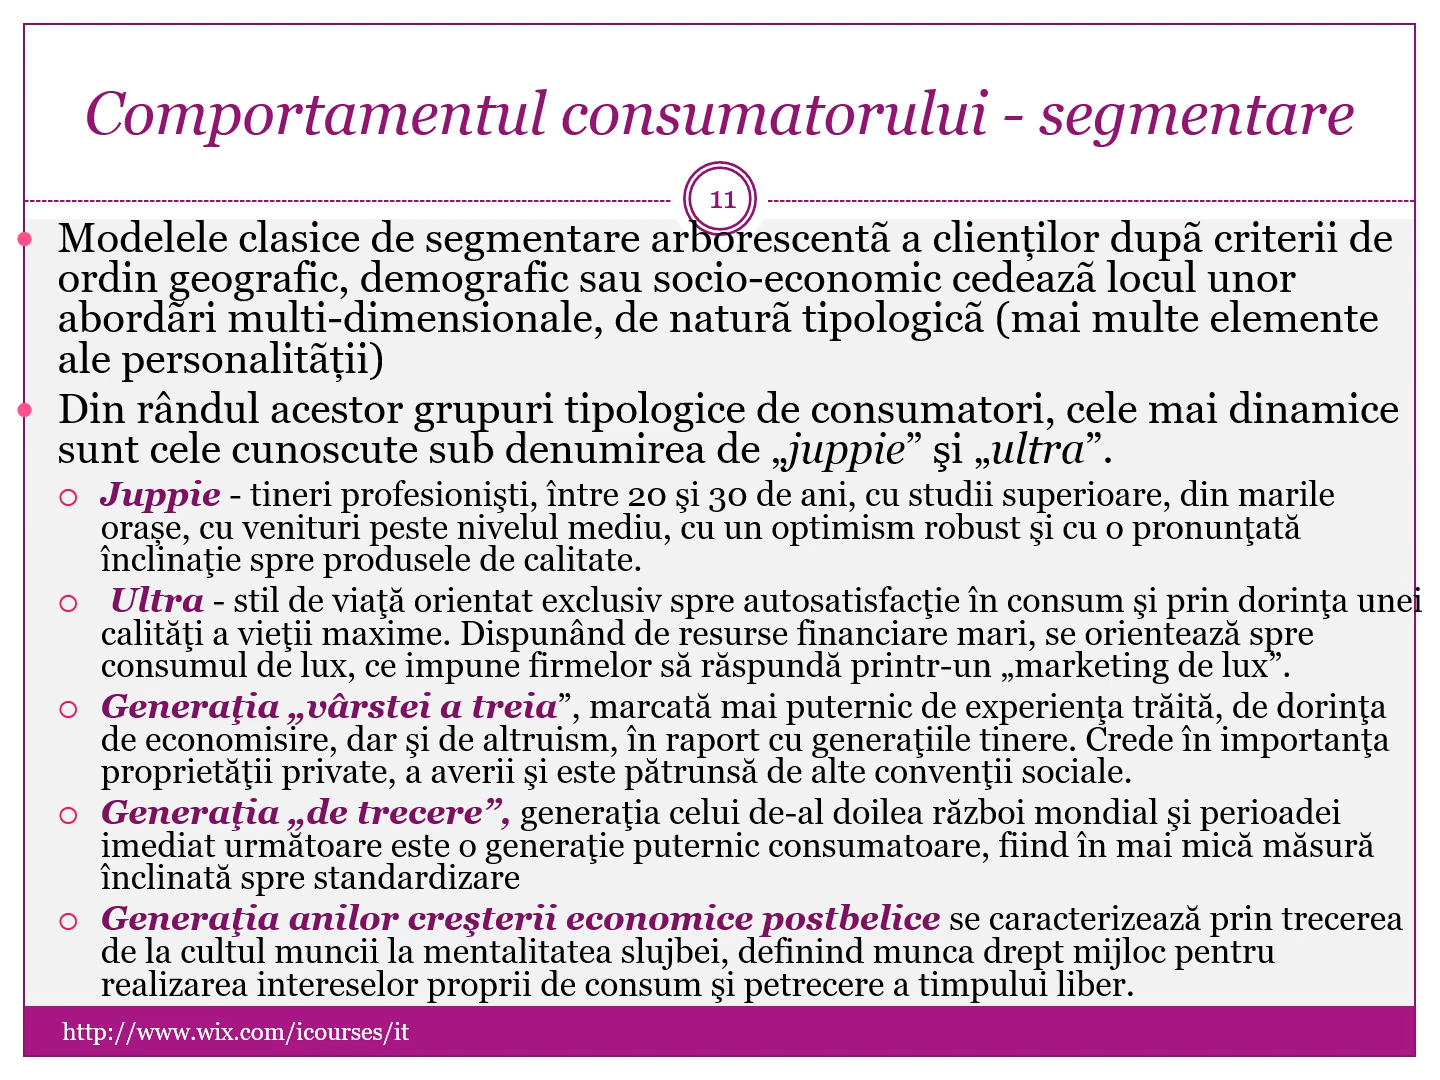 Comportamentul consumatorului - segmentare
11
Modelele clasice de segmentare arborescentã a clienților dupã criterii de
ordin geografic, demografic sau socio-economic cedeazã locul unor
abordãri multi-dimensionale, de naturã tipologicã (mai multe elemente
ale personalitãții)
Din rândul acestor grupuri tipologice de consumatori, cele mai dinamice
sunt cele cunoscute sub denumirea de „juppie” şi „ultra”.
Juppie - tineri profesionişti, între 20 şi 30 de ani, cu studii superioare, din marile
orașe, cu venituri peste nivelul mediu, cu un optimism robust şi cu o pronunţată
înclinaţie spre produsele de calitate.
Ultra - stil de viaţă orientat exclusiv spre autosatisfacţie în consum şi prin dorinţa unei
calităţi a vieţii maxime. Dispunând de resurse financiare mari, se orientează spre
consumul de lux, ce impune firmelor să răspundă printr-un „marketing de lux”.
Generaţia „vârstei a treia”, marcată mai puternic de experienţa trăită, de dorinţa
de economisire, dar şi de altruism, în raport cu generaţiile tinere. Crede în importanţa
proprietăţii private, a averii şi este pătrunsă de alte convenţii sociale.
Generaţia „de trecere”, generaţia celui de-al doilea război mondial şi perioadei
imediat următoare este o generaţie puternic consumatoare, fiind în mai mică măsură
înclinată spre standardizare
Generaţia anilor creşterii economice postbelice se caracterizează prin trecerea
de la cultul muncii la mentalitatea slujbei, definind munca drept mijloc pentru
realizarea intereselor proprii de consum şi petrecere a timpului liber.
http://www.wix.com/icourses/it